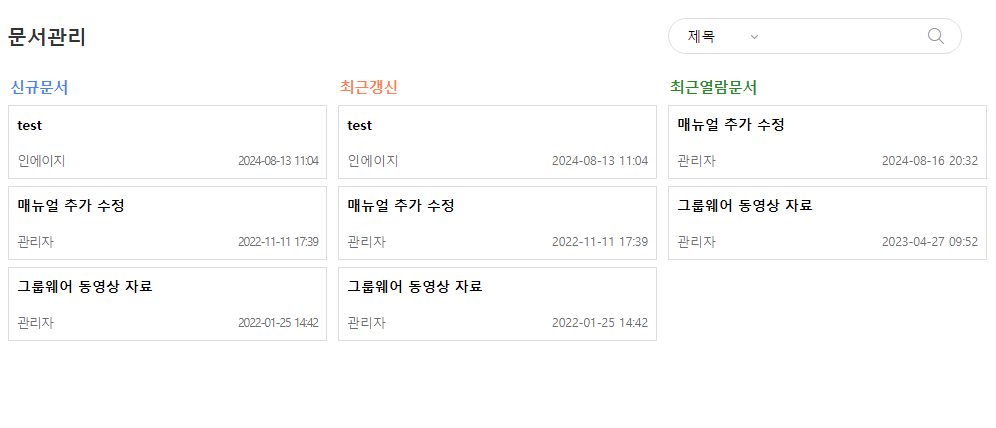 문서관리
제목
신규문서
test
인에이지 2024-08-13 11:04
매뉴얼 추가 수정
관리자 2022-11-11 17:39
그룹웨어 동영상 자료
관리자 2022-01-25 14:42
최근갱신
test
인에이지 2024-08-13 11:04
매뉴얼 추가 수정
관리자 2022-11-11 17:39
그룹웨어 동영상 자료
관리자 2022-01-25 14:42
최근열람문서
매뉴얼 추가 수정
관리자 2024-08-16 20:32
그룹웨어 동영상 자료
관리자 2023-04-27 09:52